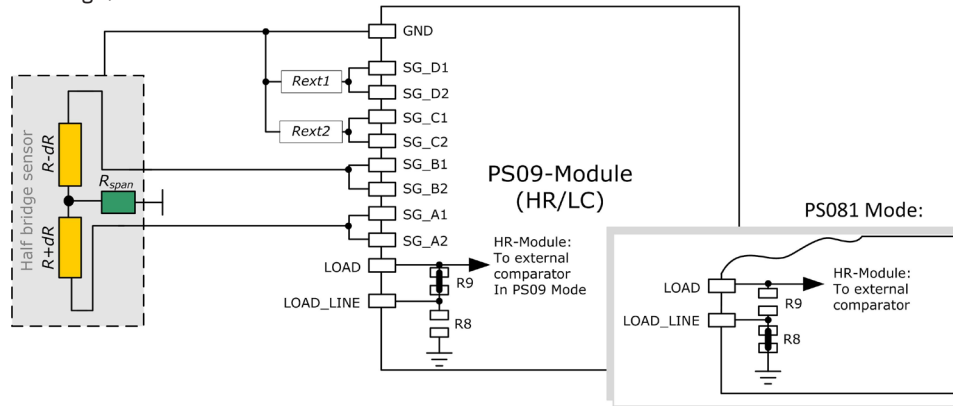 GND
SG_D1
SG_D2
SG_C1
SG_C2
SG_B1
SG_B2
SG_A1
SG_A2
LOAD
LOAD_LINE
Rext1
Rext2
Half bridge sensor
R-dR
Rspan
R+dR
PS09-Module
(HR/LC)
HR-Module:
To external
comparator
In PS09 Mode
R9
R8
PS081 Mode:
LOAD
LOAD_LINE
HR-Module:
To external
comparator
R9
R8